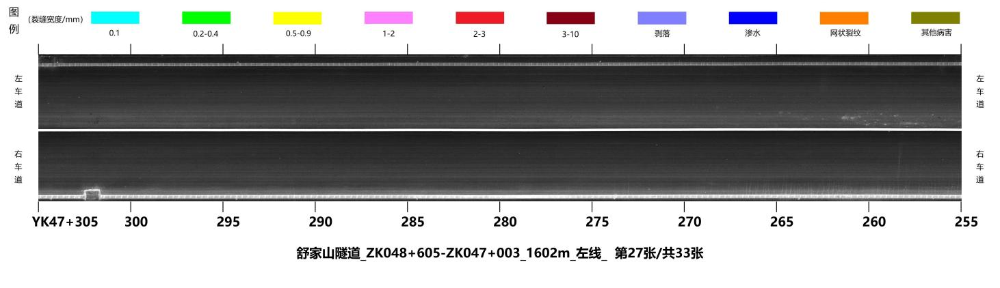 图例
(裂缝宽度/mm)
0.1 0.2-0.4 0.5-0.9 1-2 2-3 3-10 剥落 渗水 网状裂纹 其他病害
左车道 左车道
右车道 右车道
YK47+305 300 295 290 285 280 275 270 265 260 255
舒家山隧道_ZK048+605-ZK047+003_1602m_左线_ 第27张/共33张